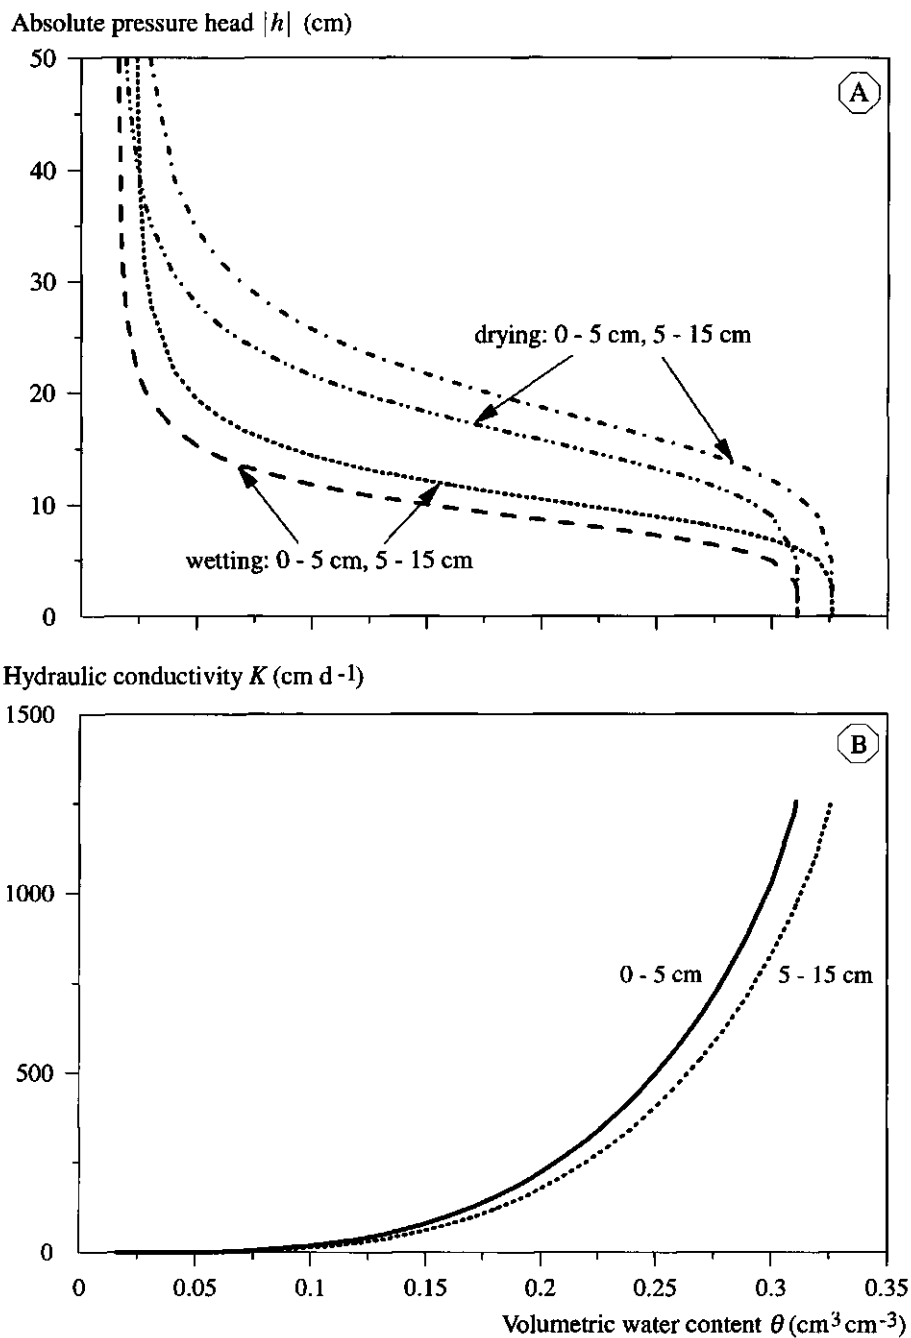 Absolute pressure head |h| (cm)
50
A
40
30
drying: 0 - 5 cm, 5 - 15 cm
20
10
wetting: 0 - 5 cm, 5 - 15 cm
0
Hydraulic conductivity K (cm d⁻¹)
1500
B
1000
0 - 5 cm 5 - 15 cm
500
0
0 0.05 0.1 0.15 0.2 0.25 0.3 0.35
Volumetric water content θ (cm³ cm⁻³)